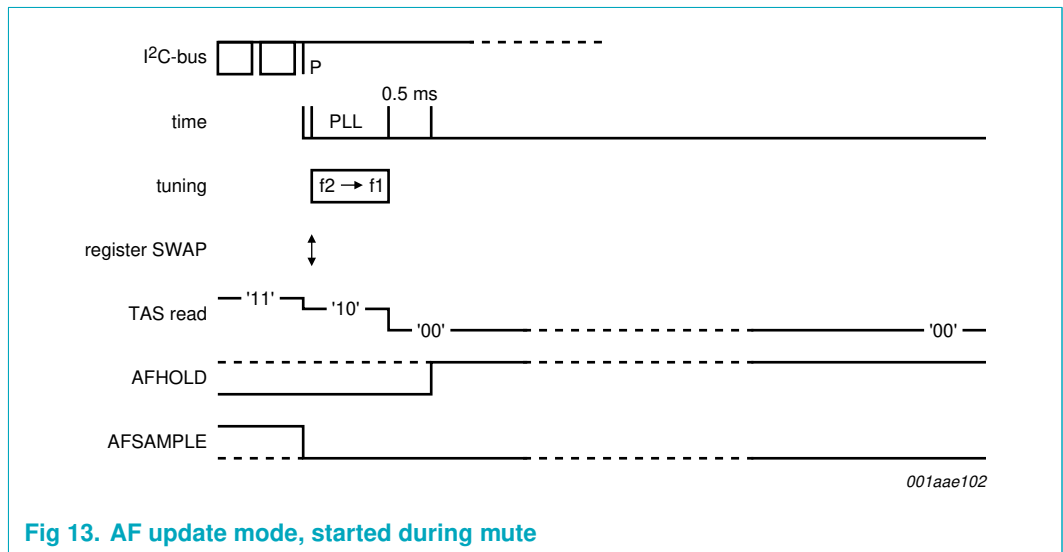 I²C-bus
P
0.5 ms
time
PLL
tuning
f2 → f1
register SWAP
TAS read
'11'
'10'
'00'
'00'
AFHOLD
AFSAMPLE
001aae102
Fig 13. AF update mode, started during mute